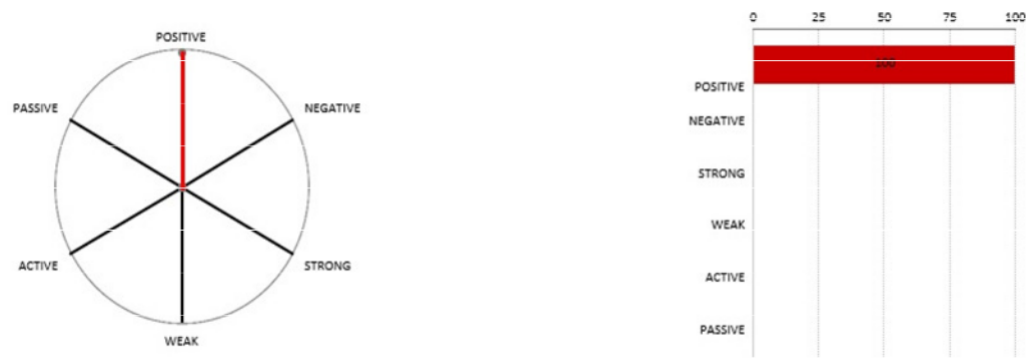 POSITIVE
PASSIVE
NEGATIVE
ACTIVE
STRONG
WEAK
0 25 50 75 100
100
POSITIVE
NEGATIVE
STRONG
WEAK
ACTIVE
PASSIVE